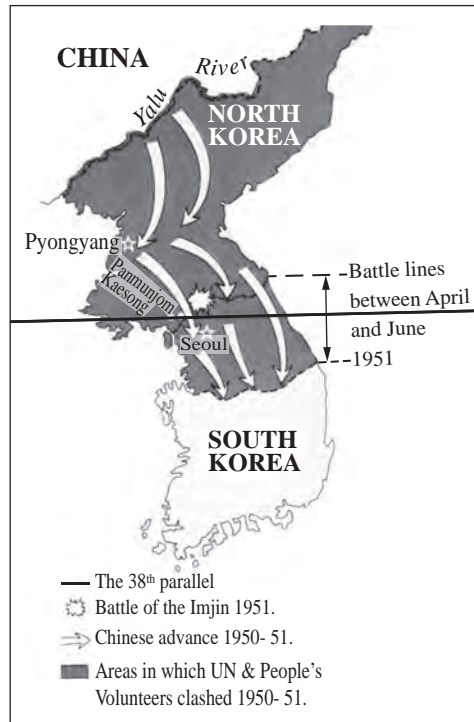 CHINA
Yalu River
NORTH
KOREA
Pyongyang
Panmunjom
Kaesong
Seoul
Battle lines
between April
and June
1951
SOUTH
KOREA
The 38th parallel
Battle of the Imjin 1951.
Chinese advance 1950- 51.
Areas in which UN & People's
Volunteers clashed 1950- 51.